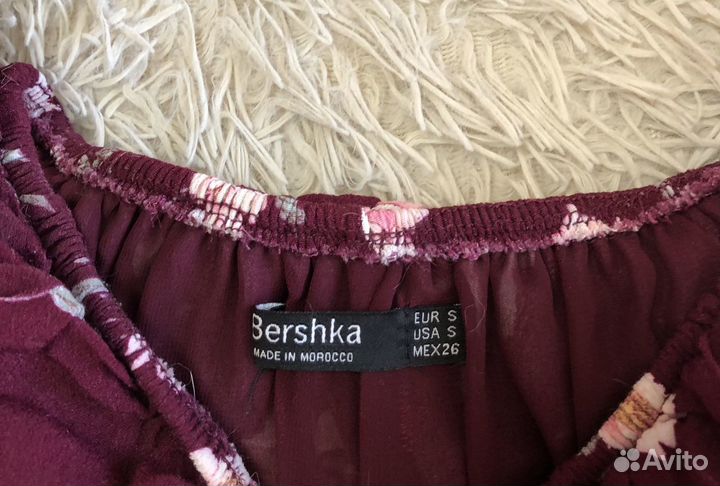 Bershka
MADE IN MOROCCO
EUR S
USA S
MEX26
Avito